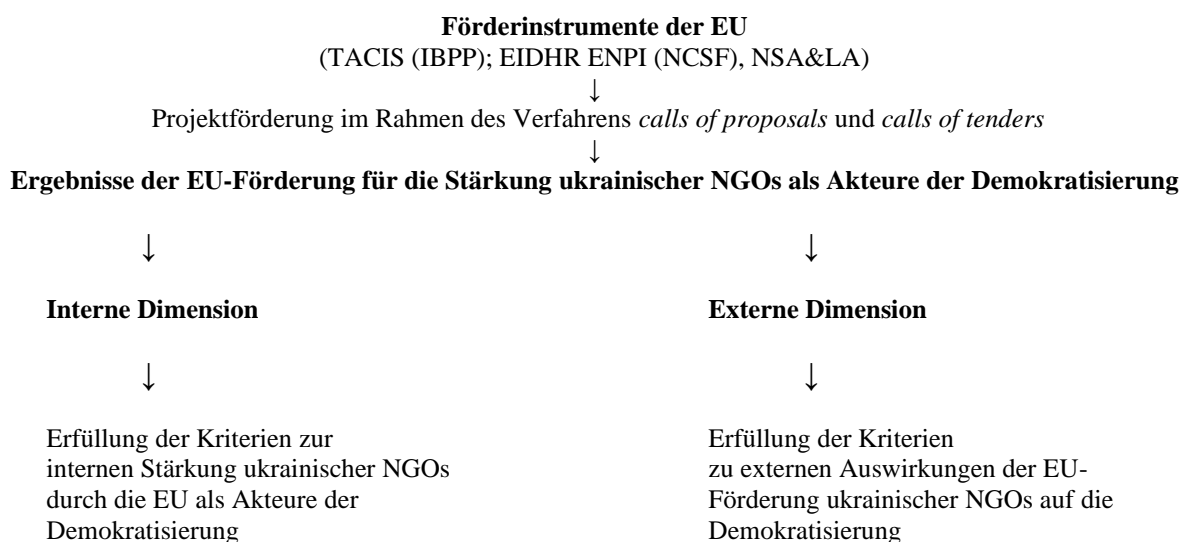 Förderinstrumente der EU
(TACIS (IBPP); EIDHR ENPI (NCSF), NSA&LA)
↓
Projektförderung im Rahmen des Verfahrens calls of proposals und calls of tenders
↓
Ergebnisse der EU-Förderung für die Stärkung ukrainischer NGOs als Akteure der Demokratisierung
↓ ↓
Interne Dimension
Externe Dimension
↓ ↓
Erfüllung der Kriterien zur
internen Stärkung ukrainischer NGOs
durch die EU als Akteure der
Demokratisierung
Erfüllung der Kriterien
zu externen Auswirkungen der EU-
Förderung ukrainischer NGOs auf die
Demokratisierung